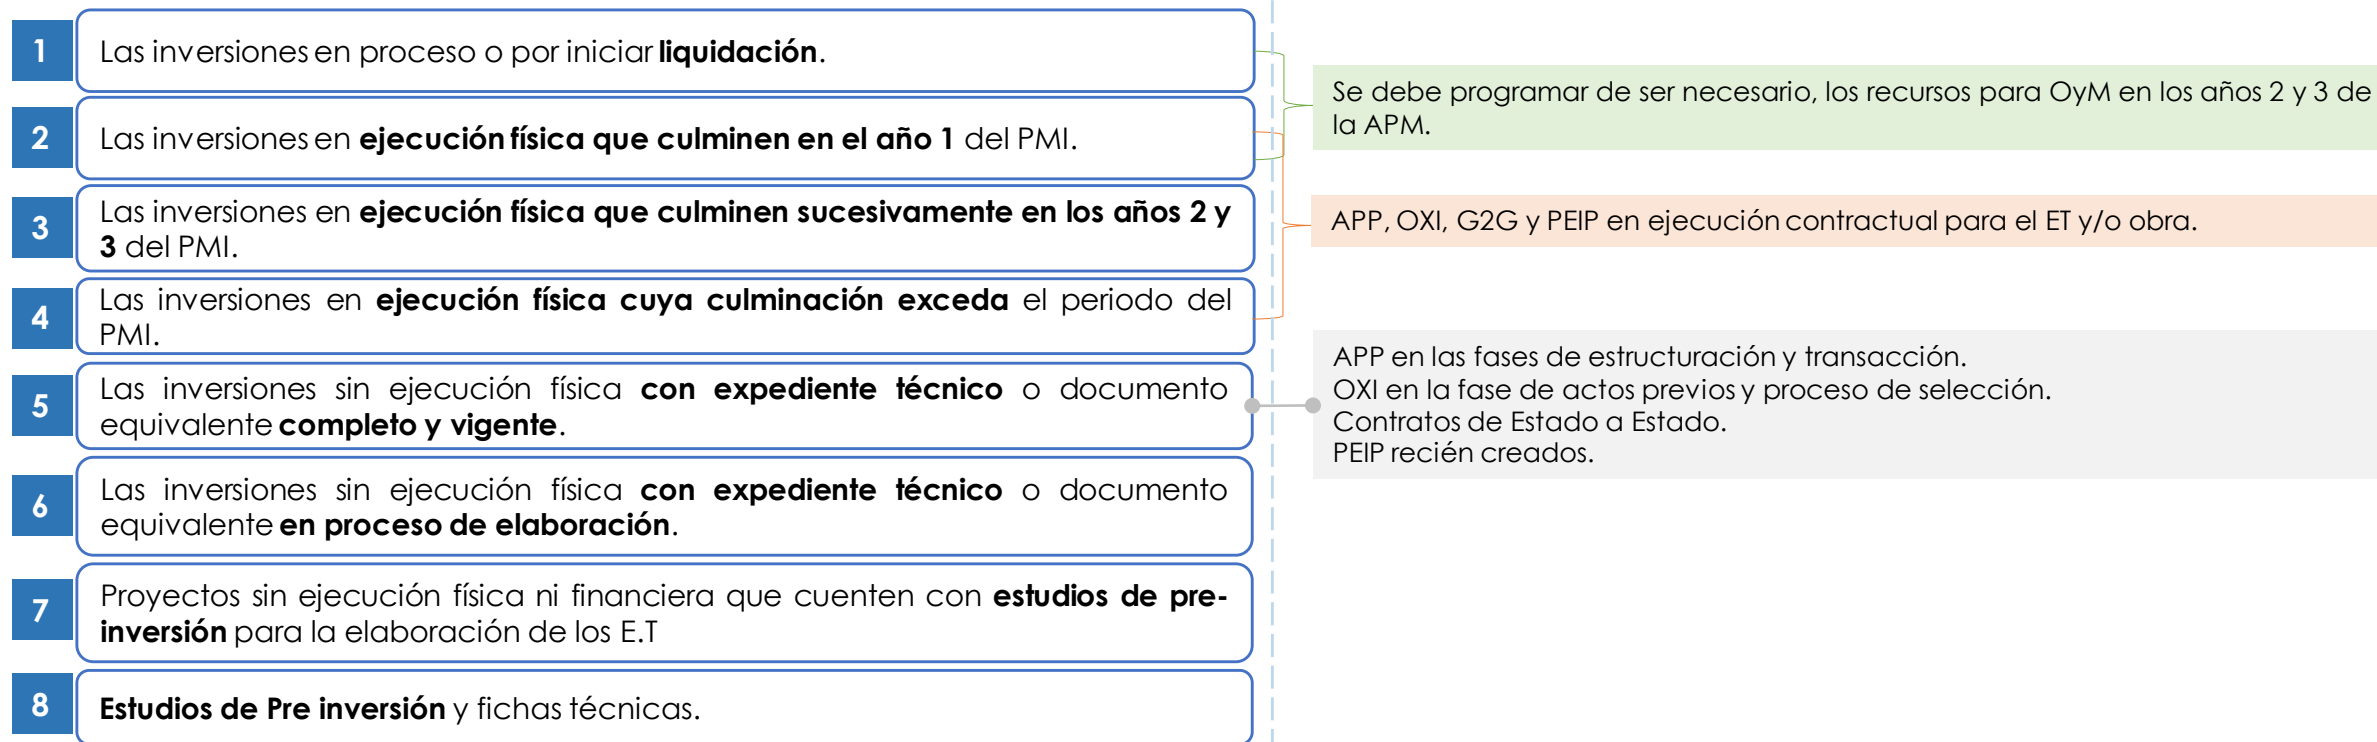 1
Las inversiones en proceso o por iniciar liquidación.
2
Las inversiones en ejecución física que culminen en el año 1 del PMI.
3
Las inversiones en ejecución física que culminen sucesivamente en los años 2 y
3 del PMI.
4
Las inversiones en ejecución física cuya culminación exceda el periodo del
PMI.
5
Las inversiones sin ejecución física con expediente técnico o documento
equivalente completo y vigente.
6
Las inversiones sin ejecución física con expediente técnico o documento
equivalente en proceso de elaboración.
7
Proyectos sin ejecución física ni financiera que cuenten con estudios de pre-
inversión para la elaboración de los E.T
8
Estudios de Pre inversión y fichas técnicas.
Se debe programar de ser necesario, los recursos para OyM en los años 2 y 3 de
la APM.
APP, OXI, G2G y PEIP en ejecución contractual para el ET y/o obra.
APP en las fases de estructuración y transacción.
OXI en la fase de actos previos y proceso de selección.
Contratos de Estado a Estado.
PEIP recién creados.